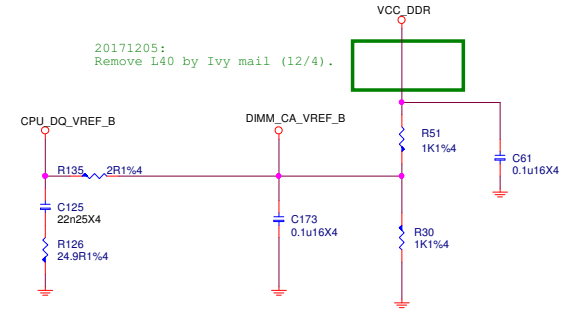 VCC_DDR
20171205:
Remove L40 by Ivy mail (12/4).
CPU_DQ_VREF_B
DIMM_CA_VREF_B
R51
1K1%4
C61
0.1u16X4
R135
2R1%4
C125
22n25X4
C173
0.1u16X4
R30
1K1%4
R126
24.9R1%4